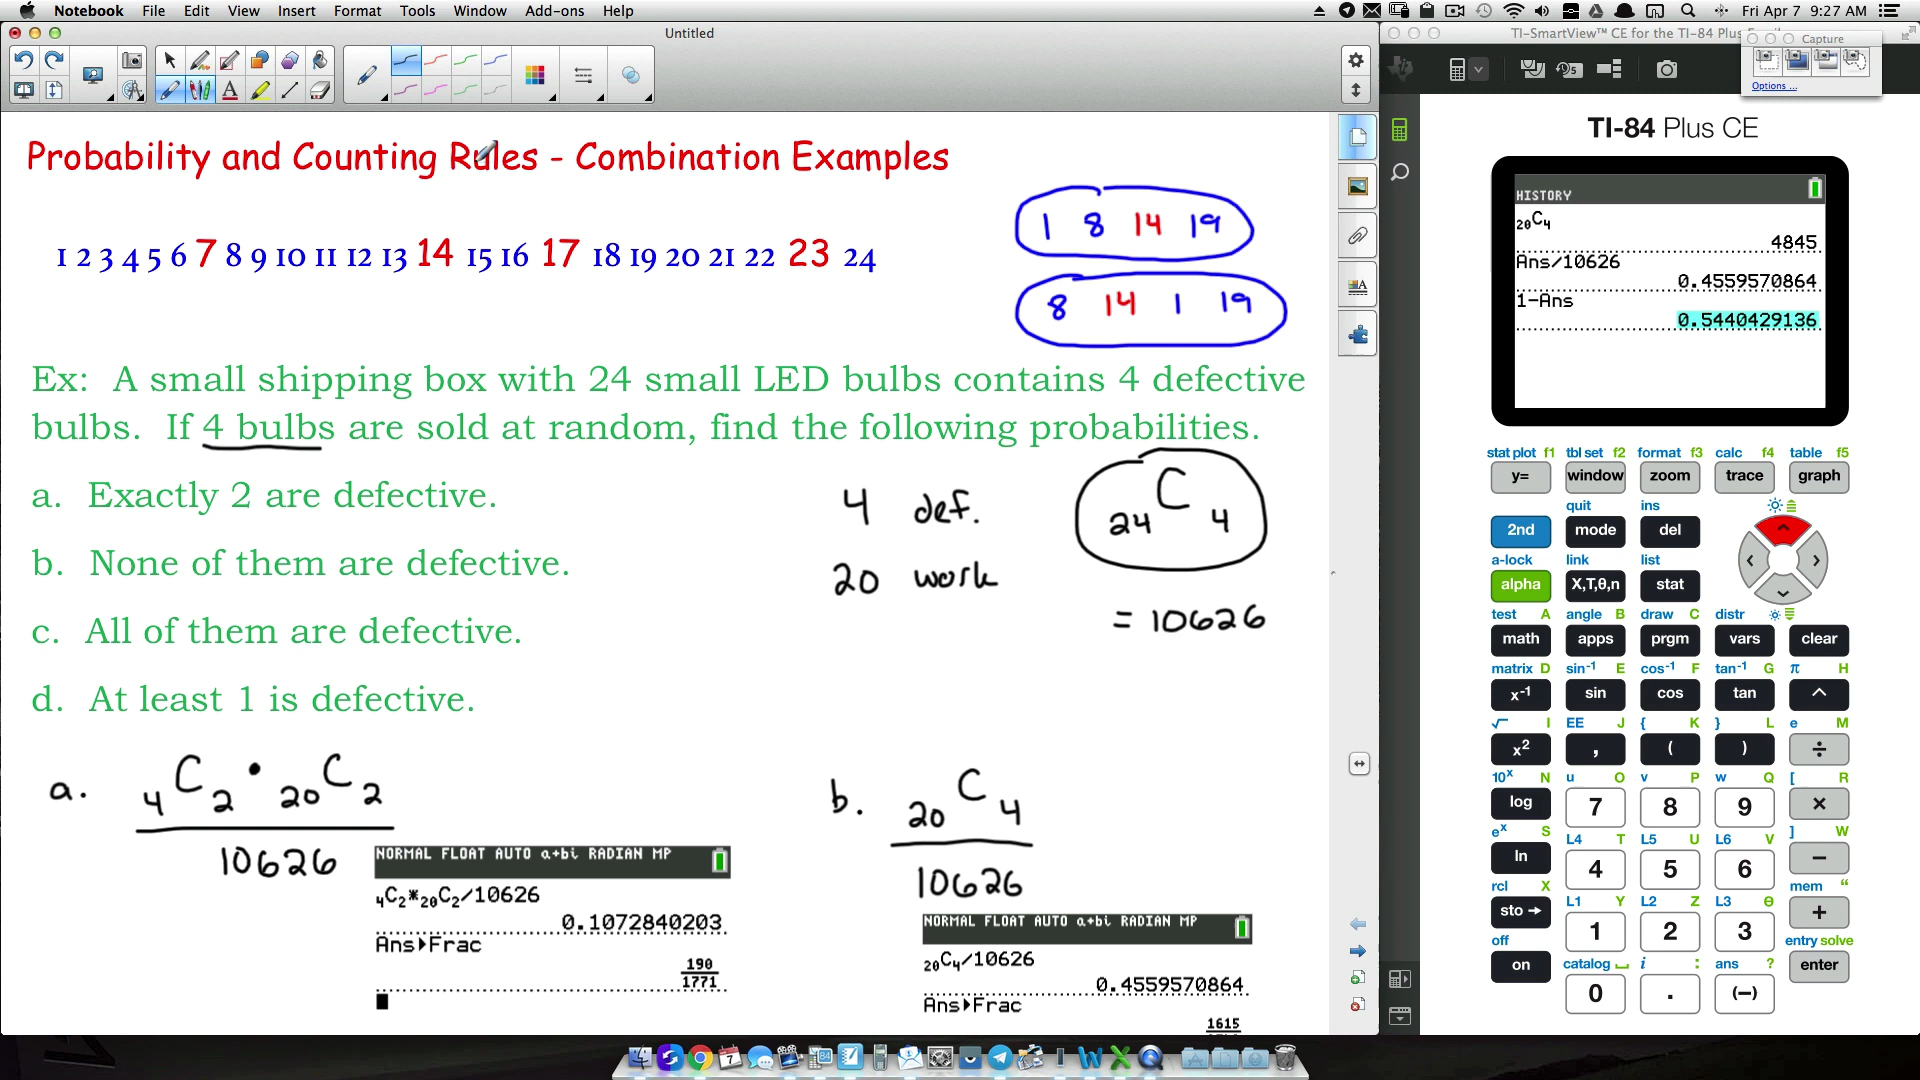 Notebook File Edit View Insert Format Tools Window Add-ons Help
Fri Apr 7 9:27 AM
Untitled
TI-SmartView™ CE for the TI-84 Plus
Capture
Options ...
Probability and Counting Rules - Combination Examples
1 2 3 4 5 6 7 8 9 10 11 12 13 14 15 16 17 18 19 20 21 22 23 24
1 8 14 19
8 14 1 19
Ex: A small shipping box with 24 small LED bulbs contains 4 defective
bulbs. If 4 bulbs are sold at random, find the following probabilities.
a. Exactly 2 are defective.
b. None of them are defective.
c. All of them are defective.
d. At least 1 is defective.
4 def.
20 work
24 C 4
= 10626
a. 4 C 2 • 20 C 2
10626
NORMAL FLOAT AUTO a+bi RADIAN MP
4C2*20C2/10626
0.1072840203
Ans▸Frac
190
1771
b. 20 C 4
10626
NORMAL FLOAT AUTO a+bi RADIAN MP
20C4/10626
0.4559570864
Ans▸Frac
1615
TI-84 Plus CE
HISTORY
20C4
4845
Ans/10626
0.4559570864
1-Ans
0.5440429136
stat plot f1 tbl set f2 format f3 calc f4 table f5
y= window zoom trace graph
quit ins
2nd mode del
a-lock link list
alpha X,T,θ,n stat
test A angle B draw C distr
math apps prgm vars clear
matrix D sin⁻¹ E cos⁻¹ F tan⁻¹ G π H
x⁻¹ sin cos tan ^
√ I EE J { K } L e M
x² , ( ) ÷
10ˣ N u O v P w Q [ R
log 7 8 9 ×
eˣ S L4 T L5 U L6 V ] W
ln 4 5 6 −
rcl X L1 Y L2 Z L3 θ mem “
sto → 1 2 3 +
off catalog i : ans ? entry solve
on 0 . (−) enter